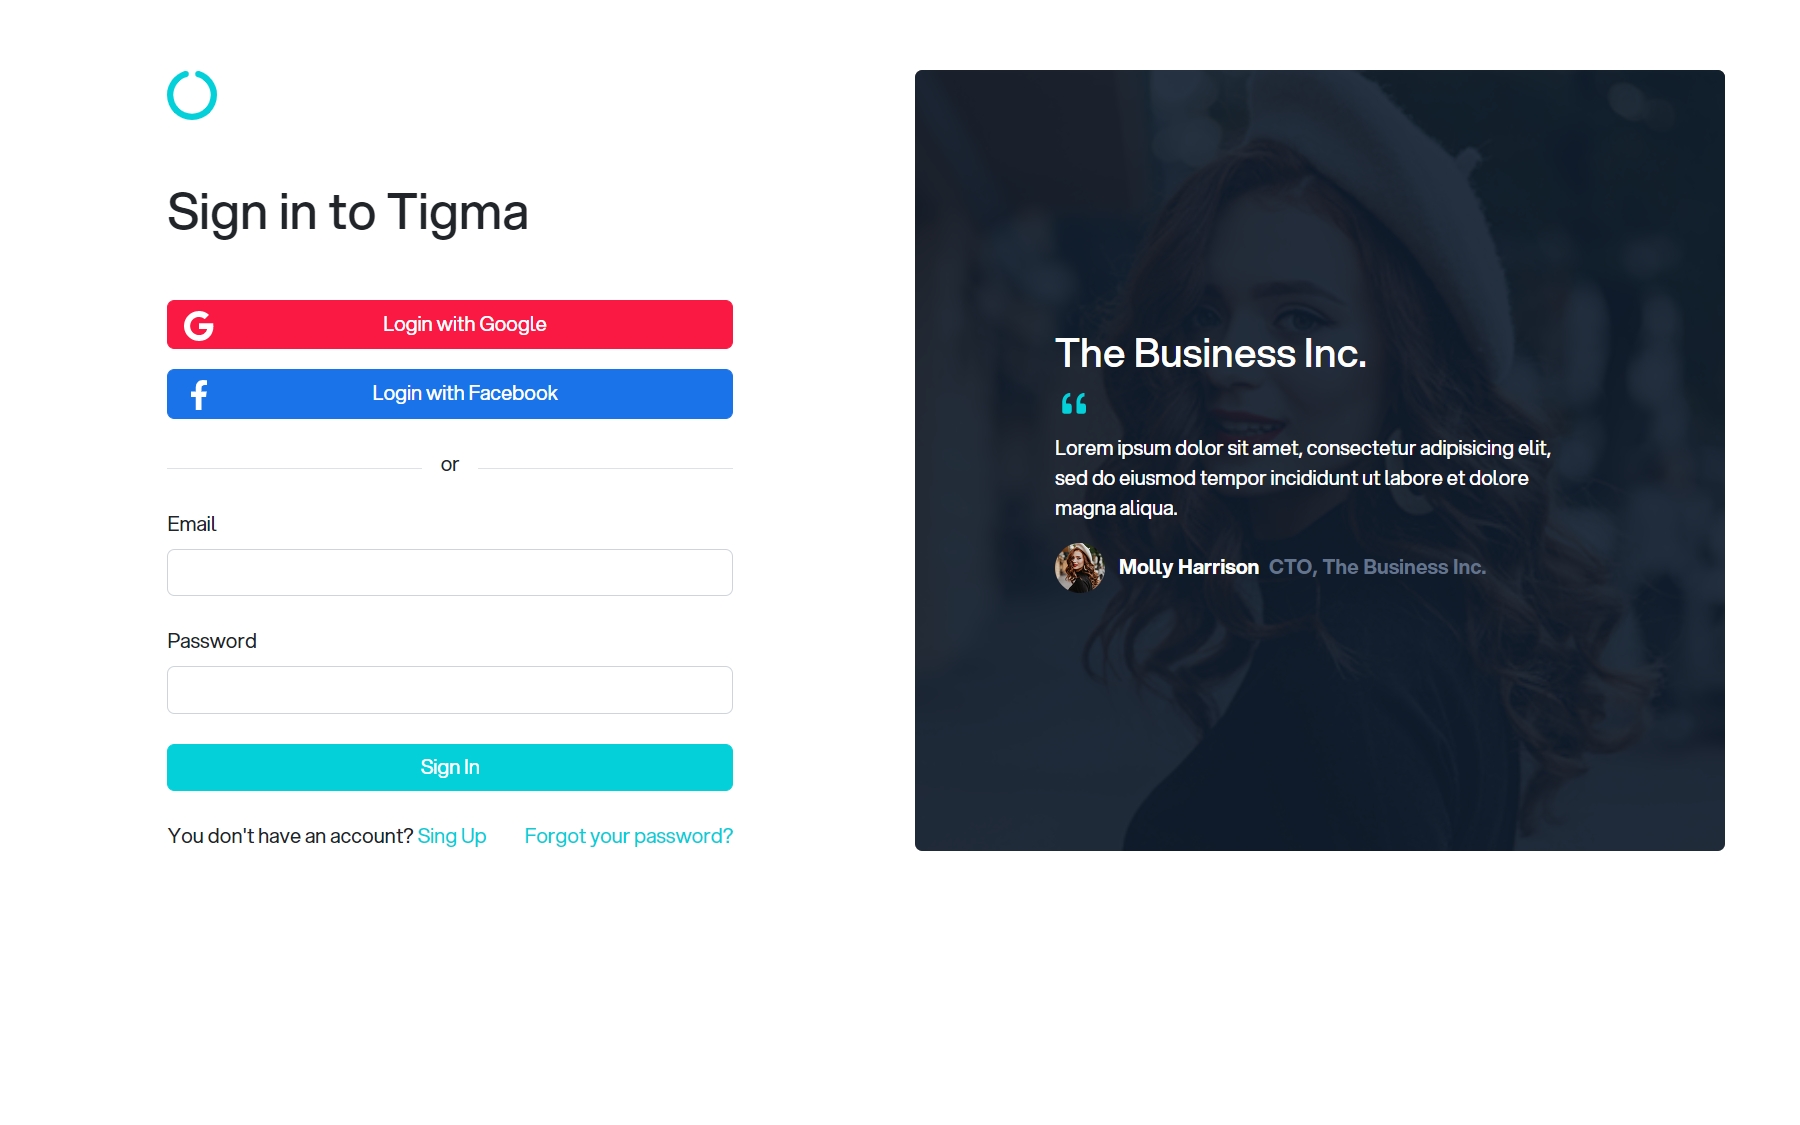 Sign in to Tigma
Login with Google
Login with Facebook
or
Email
Password
Sign In
You don't have an account? Sing Up
Forgot your password?
The Business Inc.
“
Lorem ipsum dolor sit amet, consectetur adipisicing elit,
sed do eiusmod tempor incididunt ut labore et dolore
magna aliqua.
Molly Harrison CTO, The Business Inc.